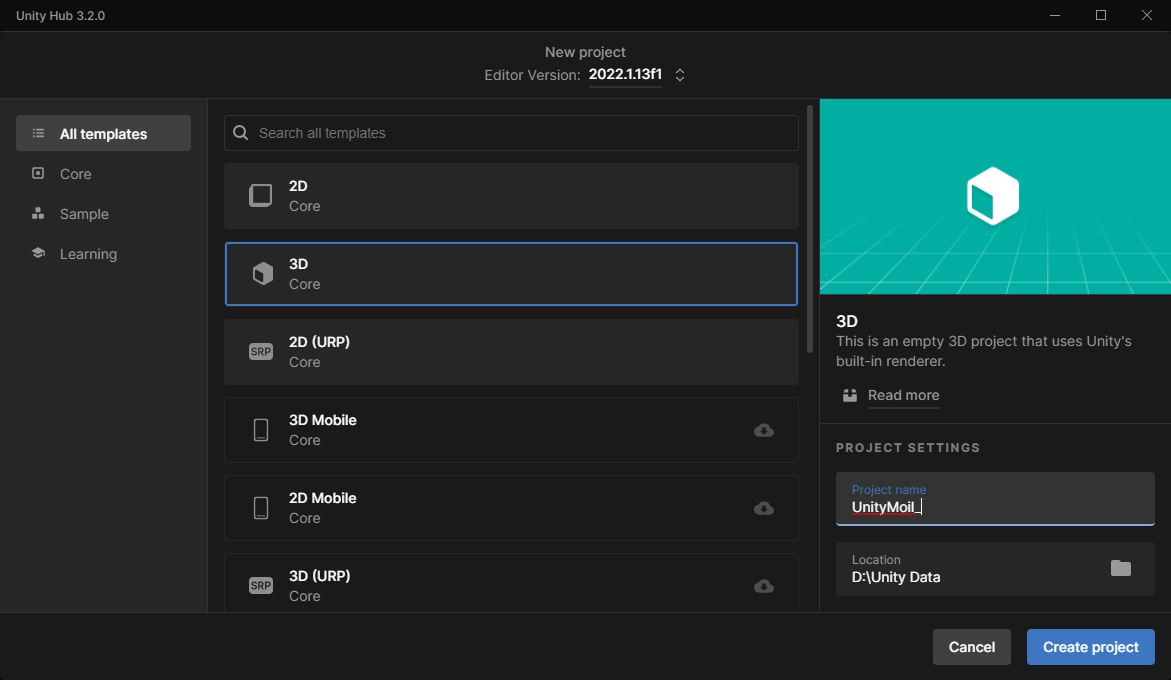 Unity Hub 3.2.0
New project
Editor Version: 2022.1.13f1
All templates
Core
Sample
Learning
Search all templates
2D
Core
3D
Core
SRP
2D (URP)
Core
3D Mobile
Core
2D Mobile
Core
SRP
3D (URP)
Core
3D
This is an empty 3D project that uses Unity's
built-in renderer.
Read more
PROJECT SETTINGS
Project name
UnityMoil_
Location
D:\Unity Data
Cancel
Create project